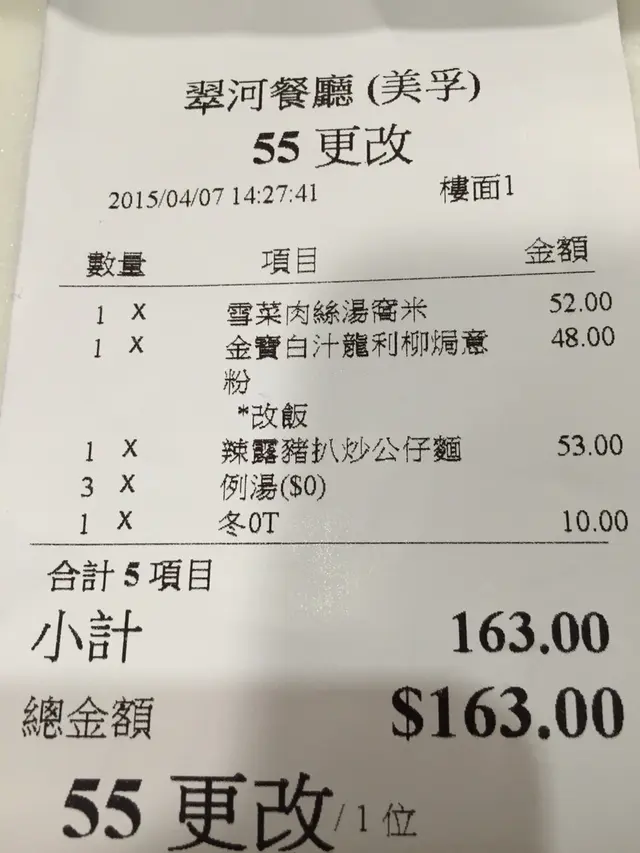 翠河餐廳 (美孚)
55 更改
2015/04/07 14:27:41 樓面1
數量 項目 金額
1 X 雪菜肉絲湯窩米 52.00
1 X 金寶白汁龍利柳焗意 48.00
粉
*改飯
1 X 辣露豬扒炒公仔麵 53.00
3 X 例湯($0)
1 X 冬0T 10.00
合計 5 項目
小計 163.00
總金額 $163.00
55 更改 / 1 位